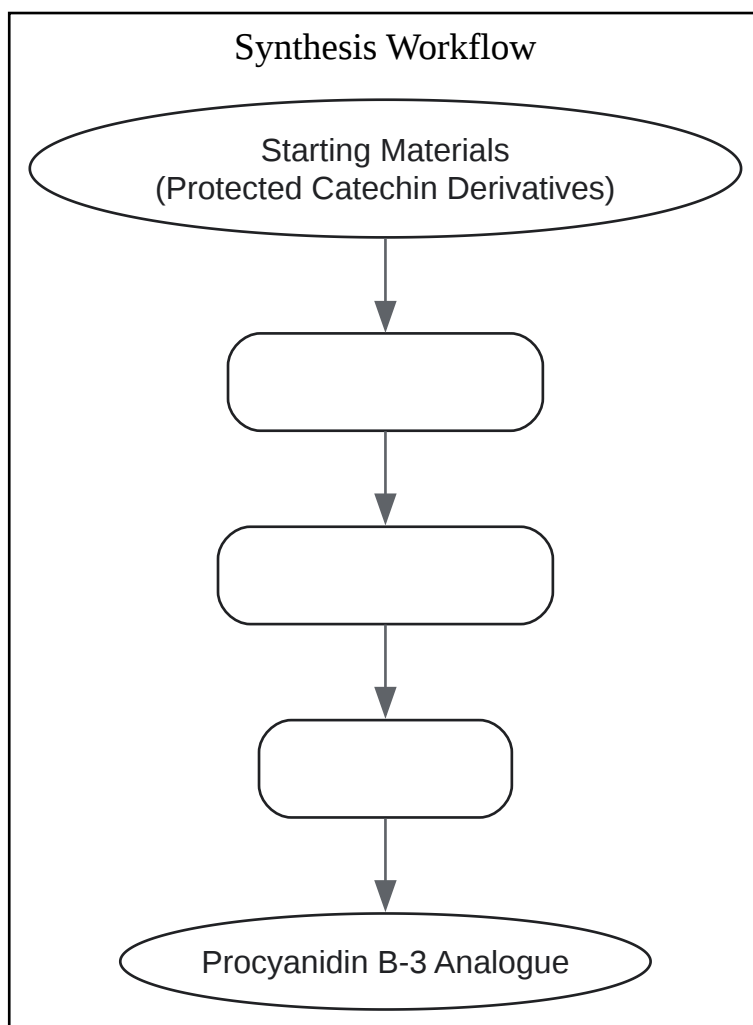 Synthesis Workflow
Starting Materials
(Protected Catechin Derivatives)
Procyanidin B-3 Analogue